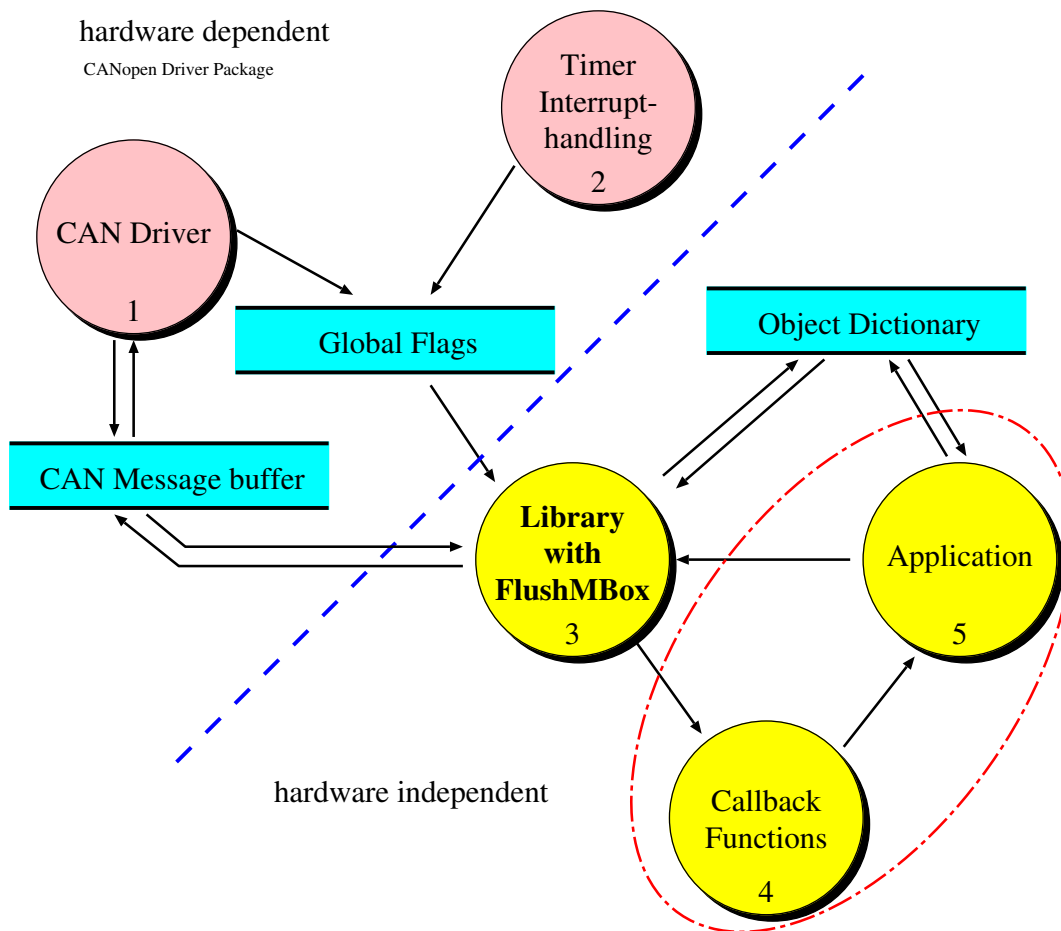 hardware dependent
CANopen Driver Package
Timer
Interrupt-
handling
2
CAN Driver
1
Global Flags
Object Dictionary
CAN Message buffer
Library
with
FlushMBox
3
Application
5
hardware independent
Callback
Functions
4